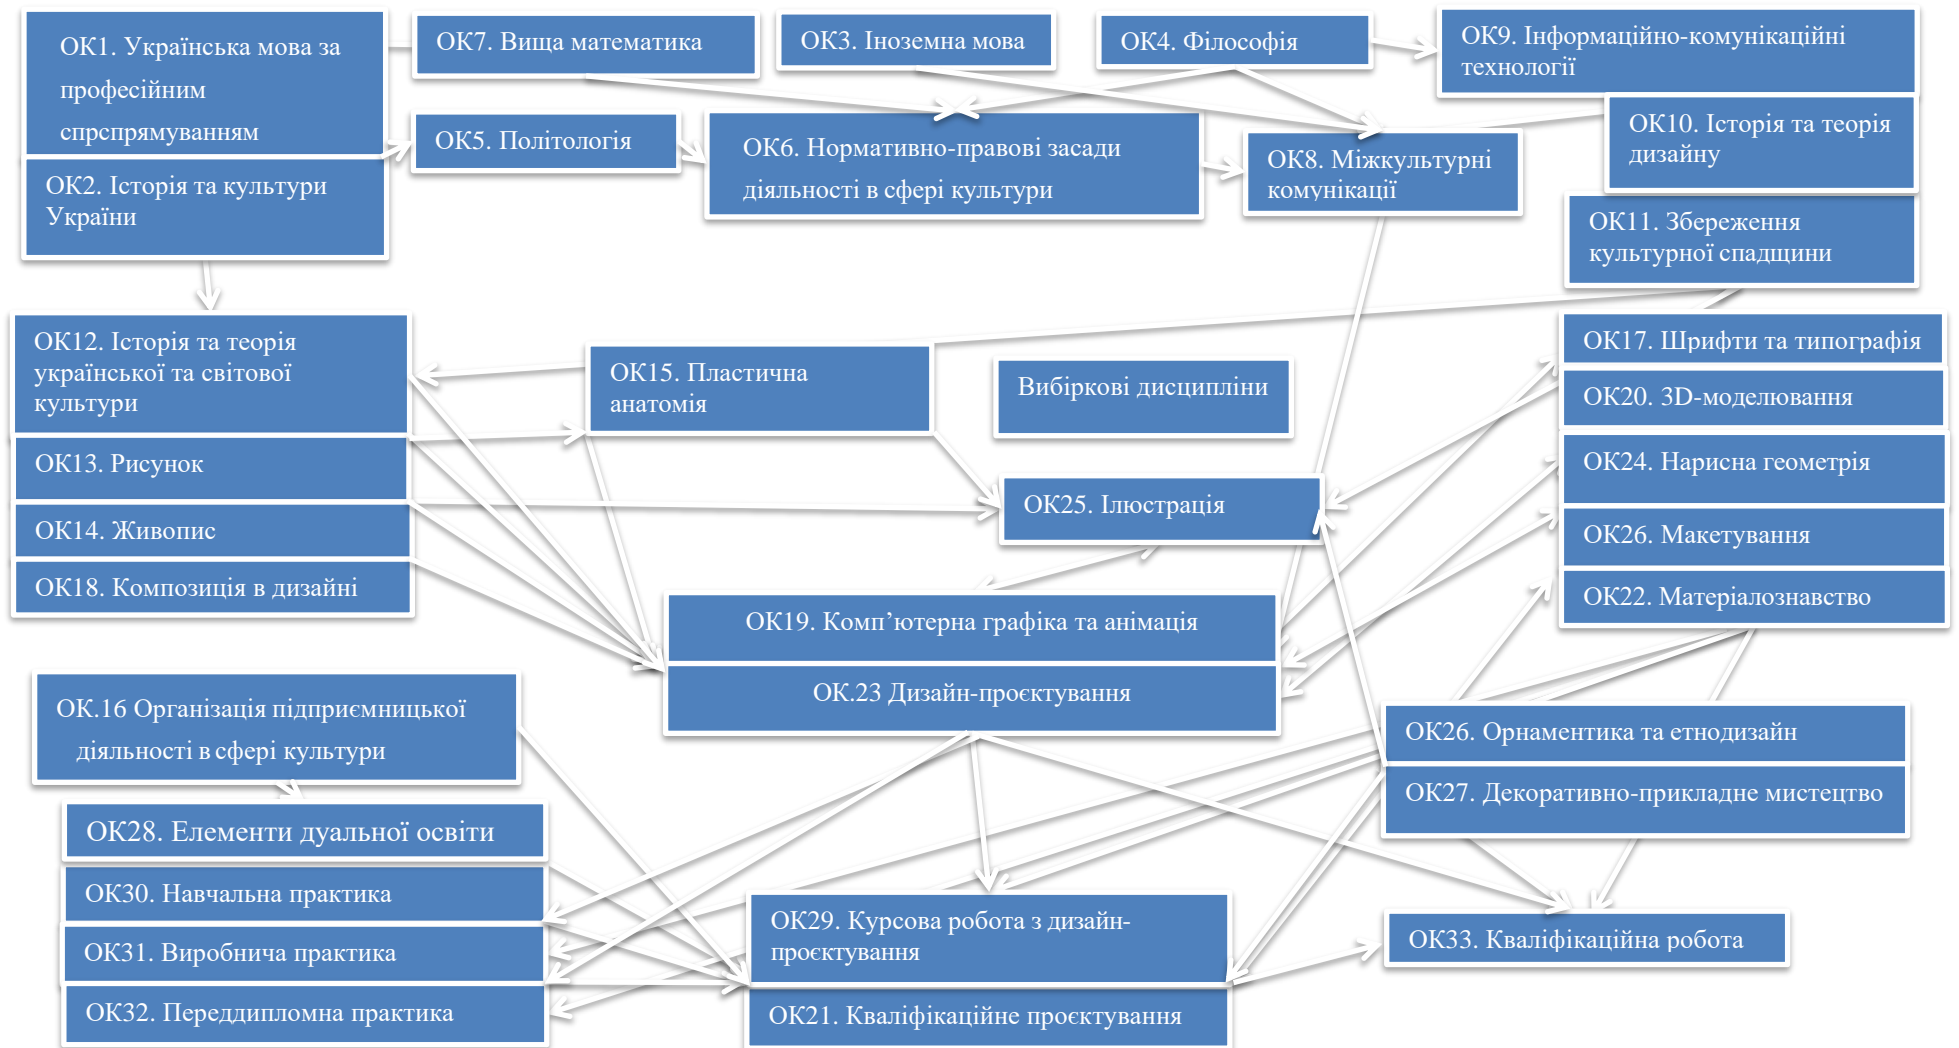 ОК1. Українська мова за
професійним
спрспрямуванням
ОК7. Вища математика
ОК3. Іноземна мова
ОК4. Філософія
ОК9. Інформаційно-комунікаційні
технології
ОК2. Історія та культури
України
ОК5. Політологія
ОК6. Нормативно-правові засади
діяльності в сфері культури
ОК8. Міжкультурні
комунікації
ОК10. Історія та теорія
дизайну
ОК11. Збереження
культурної спадщини
ОК12. Історія та теорія
української та світової
культури
ОК13. Рисунок
ОК14. Живопис
ОК18. Композиція в дизайні
ОК15. Пластична
анатомія
Вибіркові дисципліни
ОК25. Ілюстрація
ОК17. Шрифти та типографія
ОК20. 3D-моделювання
ОК24. Нарисна геометрія
ОК26. Макетування
ОК22. Матеріалознавство
ОК19. Комп’ютерна графіка та анімація
ОК.23 Дизайн-проєктування
ОК.16 Організація підприємницької
діяльності в сфері культури
ОК26. Орнаментика та етнодизайн
ОК27. Декоративно-прикладне мистецтво
ОК28. Елементи дуальної освіти
ОК30. Навчальна практика
ОК31. Виробнича практика
ОК32. Переддипломна практика
ОК29. Курсова робота з дизайн-
проєктування
ОК21. Кваліфікаційне проєктування
ОК33. Кваліфікаційна робота